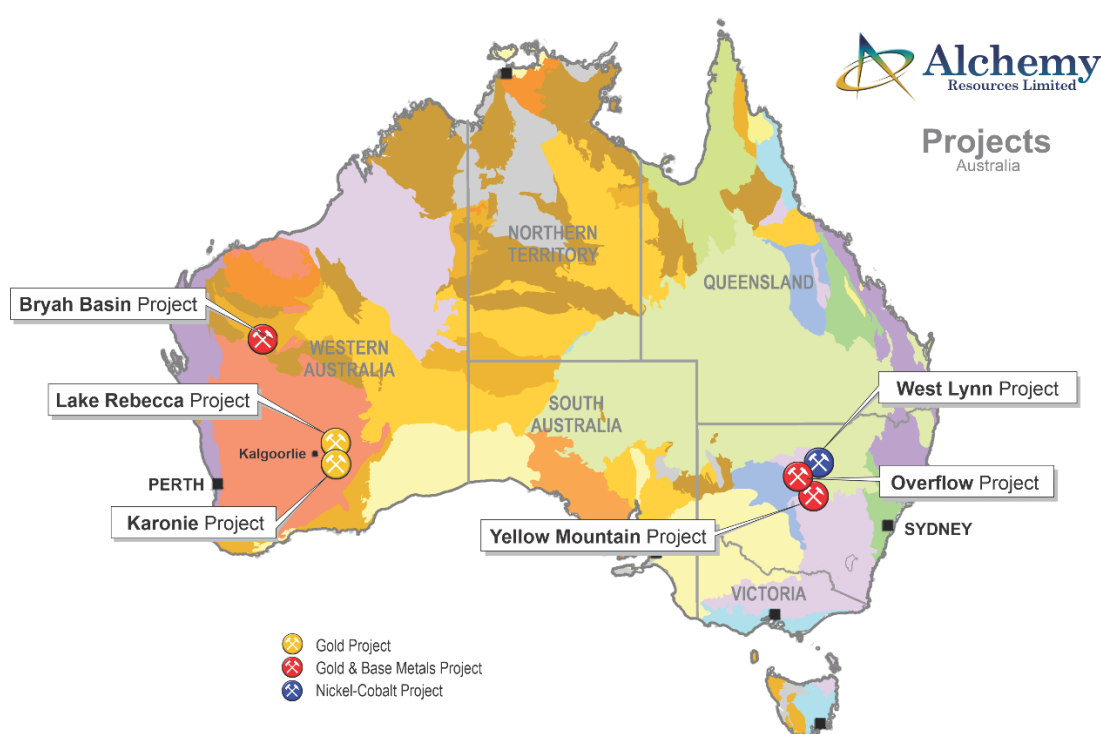 Alchemy
Resources Limited
Projects
Australia
NORTHERN
TERRITORY
QUEENSLAND
Bryah Basin Project
WESTERN
AUSTRALIA
Lake Rebecca Project
West Lynn Project
SOUTH
AUSTRALIA
Kalgoorlie
PERTH
Overflow Project
Karonie Project
Yellow Mountain Project
SYDNEY
VICTORIA
Gold Project
Gold & Base Metals Project
Nickel-Cobalt Project